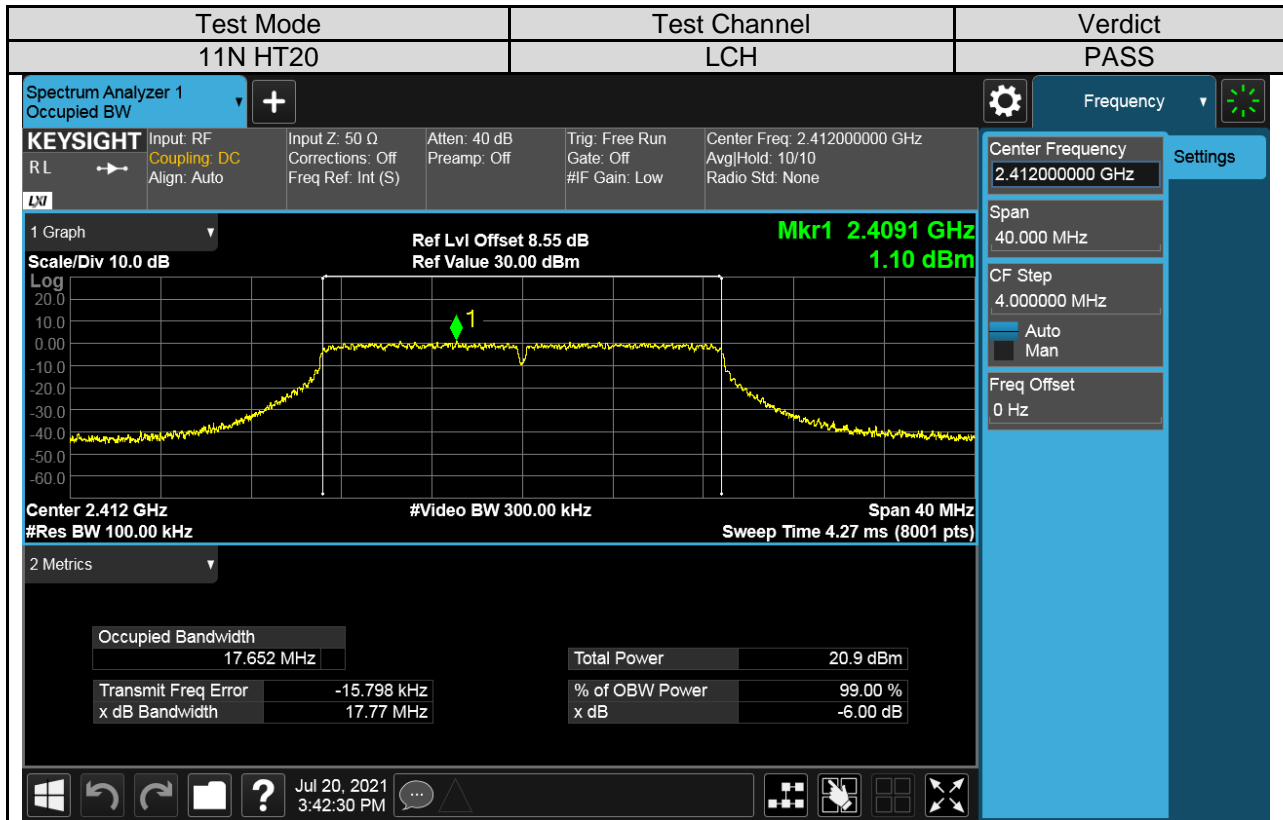 Test Mode Test Channel Verdict
11N HT20 LCH PASS
Spectrum Analyzer 1
Occupied BW
+
Frequency
KEYSIGHT
RL
LXI
Input: RF
Coupling: DC
Align: Auto
Input Z: 50 Ω
Corrections: Off
Freq Ref: Int (S)
Atten: 40 dB
Preamp: Off
Trig: Free Run
Gate: Off
#IF Gain: Low
Center Freq: 2.412000000 GHz
Avg|Hold: 10/10
Radio Std: None
Center Frequency
2.412000000 GHz
Settings
Span
40.000 MHz
CF Step
4.000000 MHz
Auto
Man
Freq Offset
0 Hz
1 Graph
Scale/Div 10.0 dB
Ref Lvl Offset 8.55 dB
Ref Value 30.00 dBm
Mkr1 2.4091 GHz
1.10 dBm
Log
20.0
10.0
0.00
-10.0
-20.0
-30.0
-40.0
-50.0
-60.0
1
Center 2.412 GHz
#Res BW 100.00 kHz
#Video BW 300.00 kHz
Span 40 MHz
Sweep Time 4.27 ms (8001 pts)
2 Metrics
Occupied Bandwidth
17.652 MHz
Total Power 20.9 dBm
Transmit Freq Error -15.798 kHz
% of OBW Power 99.00 %
x dB Bandwidth 17.77 MHz
x dB -6.00 dB
?
Jul 20, 2021
3:42:30 PM